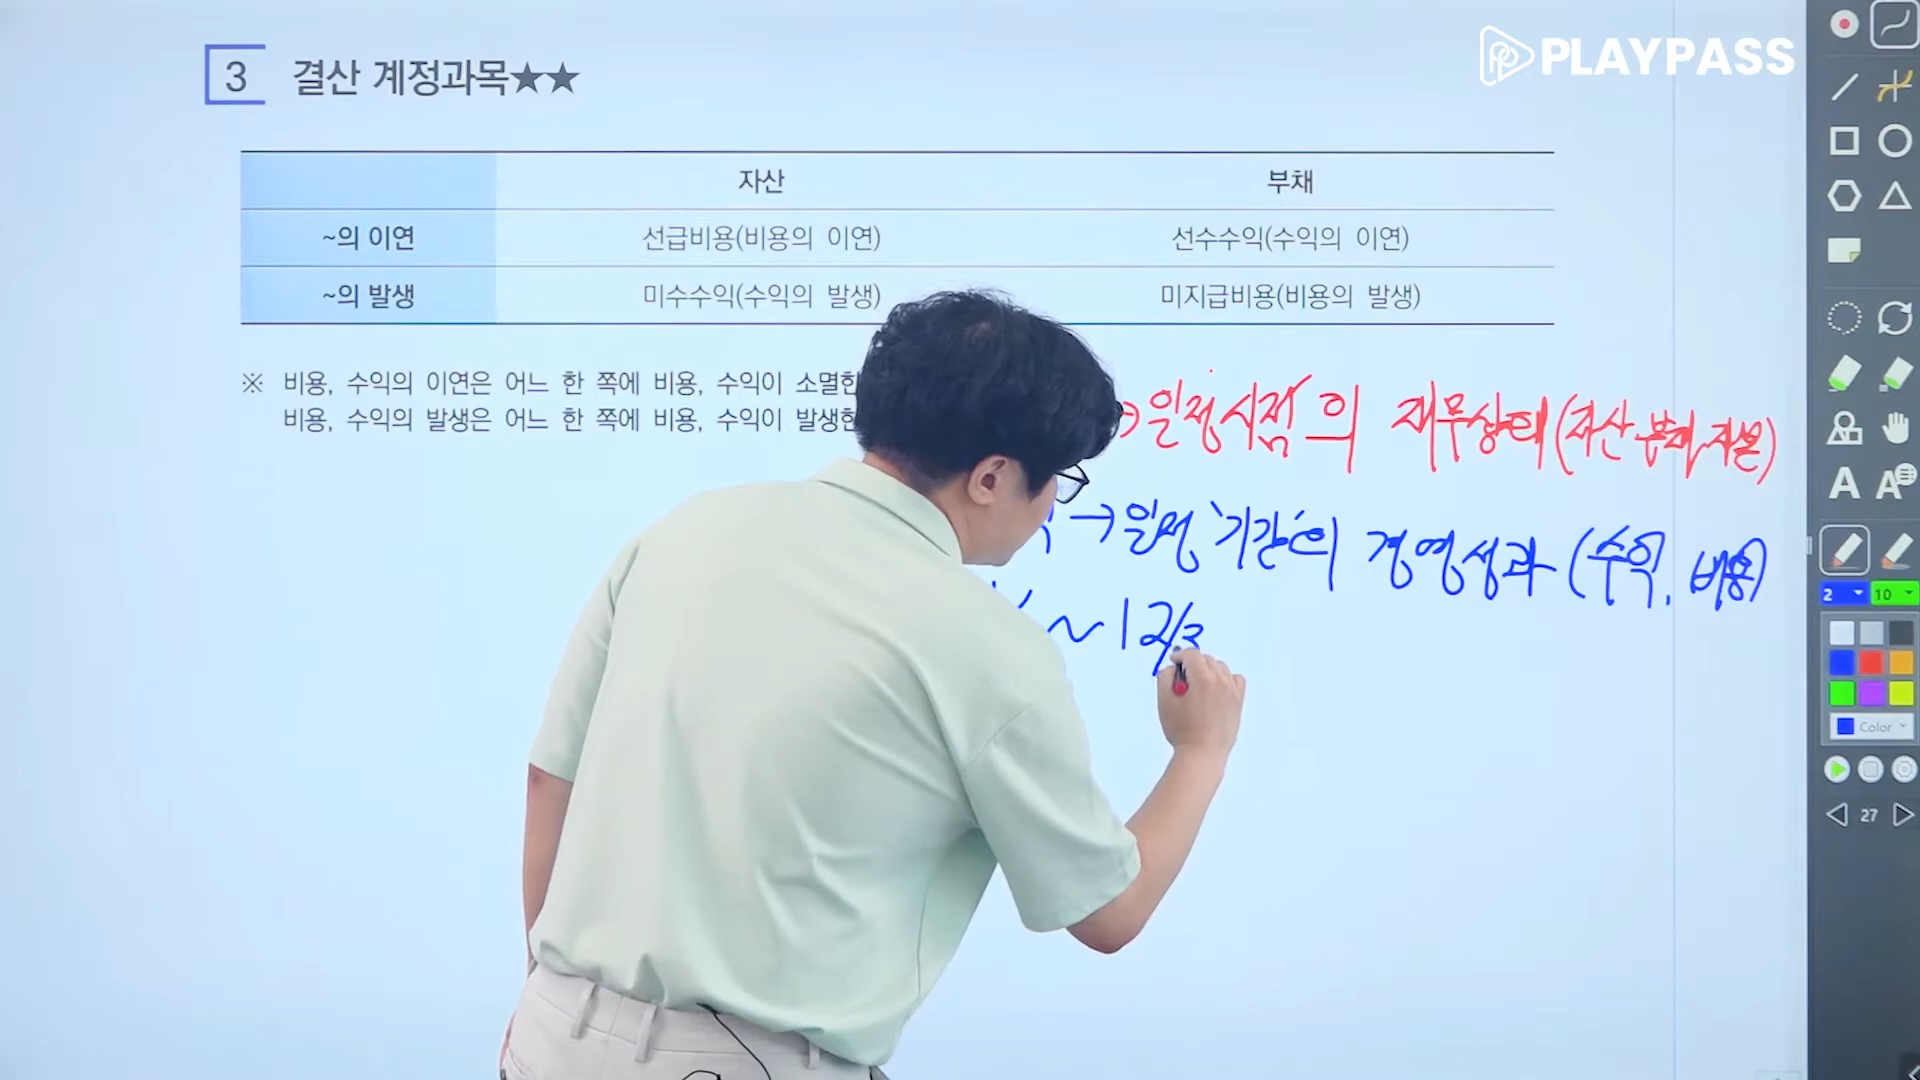 PLAYPASS
3 결산 계정과목★★
자산 부채
~의 이연 선급비용(비용의 이연) 선수수익(수익의 이연)
~의 발생 미수수익(수익의 발생) 미지급비용(비용의 발생)
※ 비용, 수익의 이연은 어느 한 쪽에 비용, 수익이 소멸한
비용, 수익의 발생은 어느 한 쪽에 비용, 수익이 발생한
→일정시점의 재무상태(자산,부채,자본)
→일정 '기간'의 경영성과 (수익, 비용)
~ 12/3
2 10
Color
27